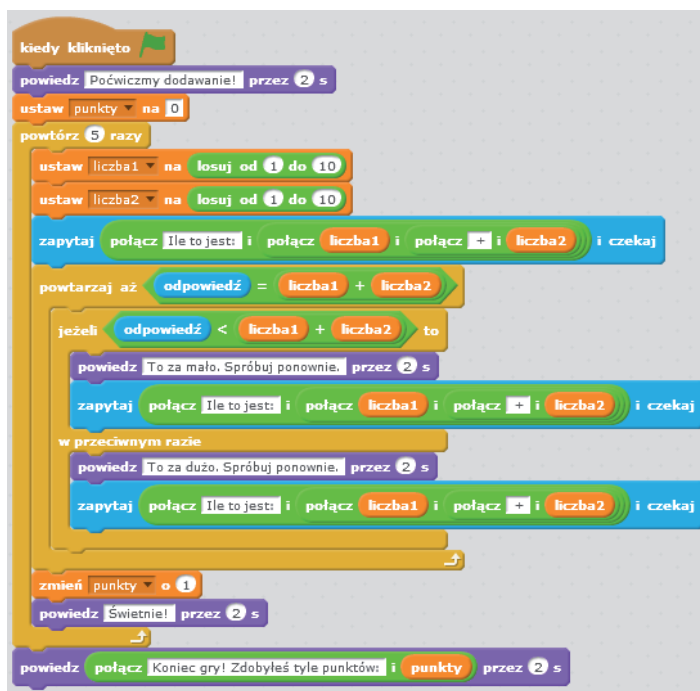 kiedy kliknięto
powiedz Poćwiczmy dodawanie! przez 2 s
ustaw punkty na 0
powtórz 5 razy
ustaw liczba1 na losuj od 1 do 10
ustaw liczba2 na losuj od 1 do 10
zapytaj połącz Ile to jest: i połącz liczba1 i połącz + i liczba2 i czekaj
powtarzaj aż odpowiedź = liczba1 + liczba2
jeżeli odpowiedź < liczba1 + liczba2 to
powiedz To za mało. Spróbuj ponownie. przez 2 s
zapytaj połącz Ile to jest: i połącz liczba1 i połącz + i liczba2 i czekaj
w przeciwnym razie
powiedz To za dużo. Spróbuj ponownie. przez 2 s
zapytaj połącz Ile to jest: i połącz liczba1 i połącz + i liczba2 i czekaj
zmień punkty o 1
powiedz Świetnie! przez 2 s
powiedz połącz Koniec gry! Zdobyłeś tyle punktów: i punkty przez 2 s